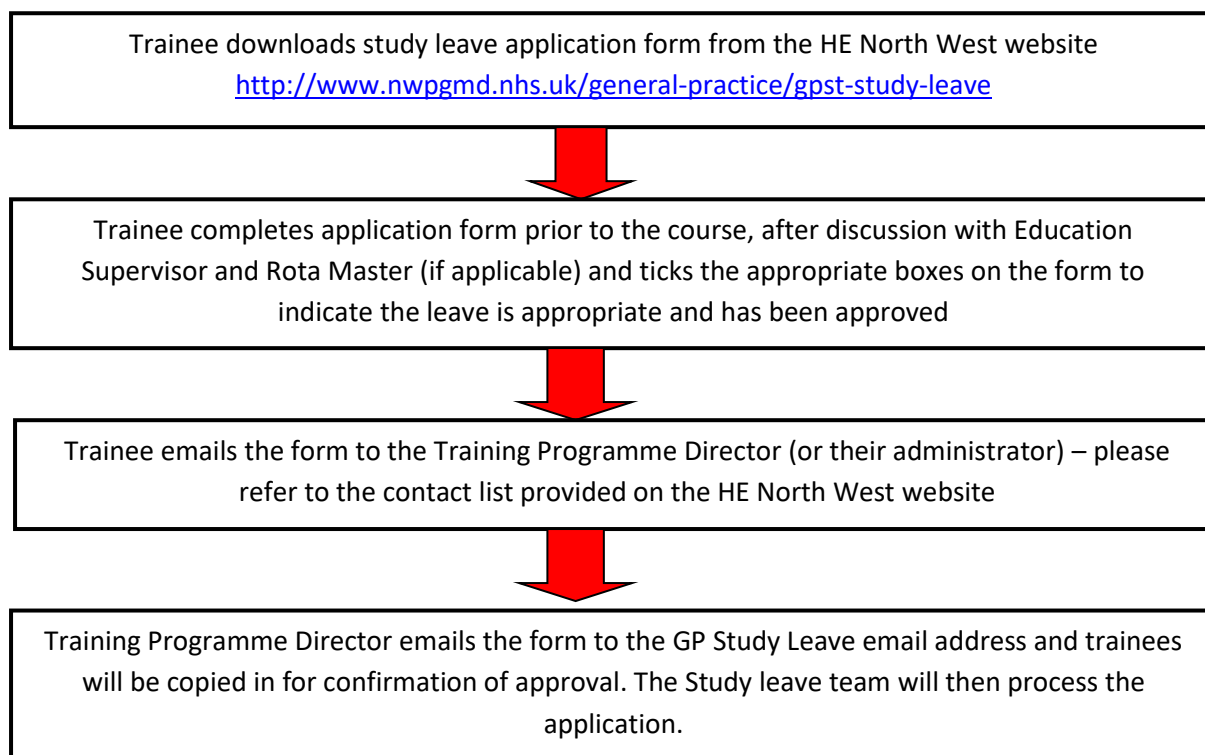 Trainee downloads study leave application form from the HE North West website
http://www.nwpgmd.nhs.uk/general-practice/gpst-study-leave
Trainee completes application form prior to the course, after discussion with Education
Supervisor and Rota Master (if applicable) and ticks the appropriate boxes on the form to
indicate the leave is appropriate and has been approved
Trainee emails the form to the Training Programme Director (or their administrator) – please
refer to the contact list provided on the HE North West website
Training Programme Director emails the form to the GP Study Leave email address and trainees
will be copied in for confirmation of approval. The Study leave team will then process the
application.